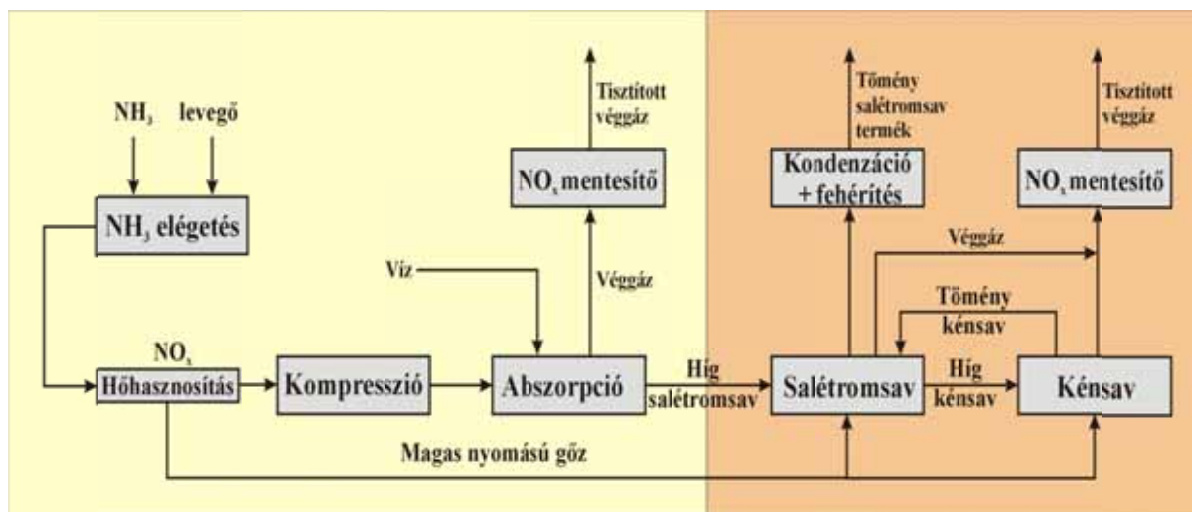 NH₃ levegő
NH₃ elégetés
NOₓ
Hőhasznosítás
Kompresszió
Víz
Abszorpció
Véggáz
NOₓ mentesítő
Tisztított
véggáz
Híg
salétromsav
Magas nyomású gőz
Tömény
salétromsav
termék
Kondenzáció
+ fehérítés
Salétromsav
Véggáz
Tömény
kénsav
Híg
kénsav
Kénsav
NOₓ mentesítő
Tisztított
véggáz